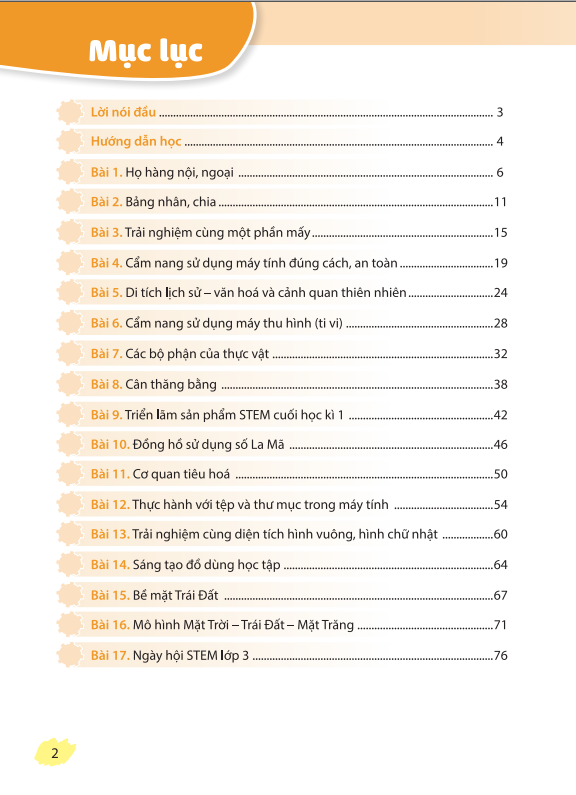 Mục lục
Lời nói đầu ........ 3
Hướng dẫn học ........ 4
Bài 1. Họ hàng nội, ngoại ........ 6
Bài 2. Bảng nhân, chia ........ 11
Bài 3. Trải nghiệm cùng một phần mấy ........ 15
Bài 4. Cẩm nang sử dụng máy tính đúng cách, an toàn ........ 19
Bài 5. Di tích lịch sử – văn hoá và cảnh quan thiên nhiên ........ 24
Bài 6. Cẩm nang sử dụng máy thu hình (ti vi) ........ 28
Bài 7. Các bộ phận của thực vật ........ 32
Bài 8. Cân thăng bằng ........ 38
Bài 9. Triển lãm sản phẩm STEM cuối học kì 1 ........ 42
Bài 10. Đồng hồ sử dụng số La Mã ........ 46
Bài 11. Cơ quan tiêu hoá ........ 50
Bài 12. Thực hành với tệp và thư mục trong máy tính ........ 54
Bài 13. Trải nghiệm cùng diện tích hình vuông, hình chữ nhật ........ 60
Bài 14. Sáng tạo đồ dùng học tập ........ 64
Bài 15. Bề mặt Trái Đất ........ 67
Bài 16. Mô hình Mặt Trời – Trái Đất – Mặt Trăng ........ 71
Bài 17. Ngày hội STEM lớp 3 ........ 76
2